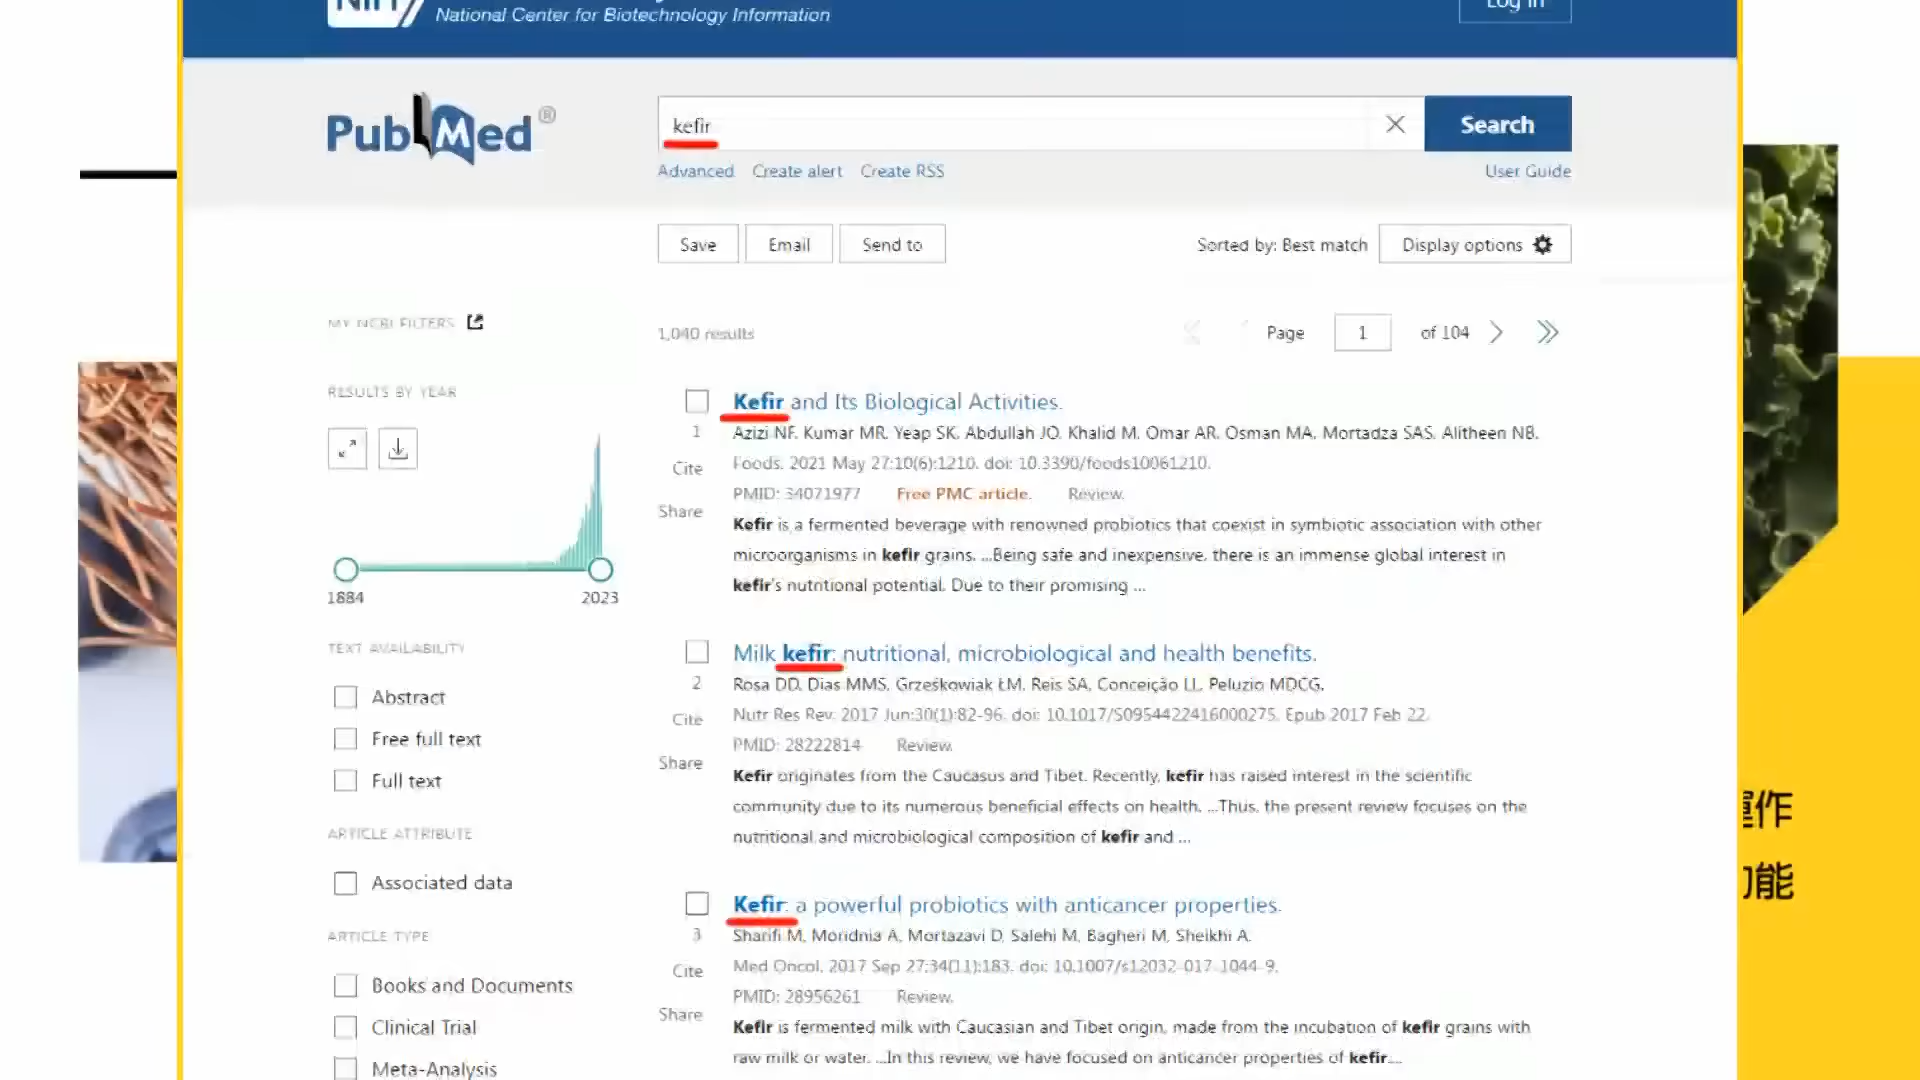 National Center for Biotechnology Information
Log in
PubMed®
kefir
Search
Advanced
Create alert
Create RSS
User Guide
Save
Email
Send to
Sorted by: Best match
Display options
MY NCBI FILTERS
1,040 results
Page
1
of 104
RESULTS BY YEAR
1884
2023
TEXT AVAILABILITY
Abstract
Free full text
Full text
ARTICLE ATTRIBUTE
Associated data
ARTICLE TYPE
Books and Documents
Clinical Trial
Meta-Analysis
Kefir and Its Biological Activities.
1
Cite
Share
Azizi NF, Kumar MR, Yeap SK, Abdullah JO, Khalid M, Omar AR, Osman MA, Mortadza SAS, Alitheen NB.
Foods. 2021 May 27;10(6):1210. doi: 10.3390/foods10061210.
PMID: 34071977 Free PMC article. Review.
Kefir is a fermented beverage with renowned probiotics that coexist in symbiotic association with other
microorganisms in kefir grains. ...Being safe and inexpensive, there is an immense global interest in
kefir's nutritional potential. Due to their promising ...
Milk kefir: nutritional, microbiological and health benefits.
2
Cite
Share
Rosa DD, Dias MMS, Grześkowiak ŁM, Reis SA, Conceição LL, Peluzio MDCG.
Nutr Res Rev. 2017 Jun;30(1):82-96. doi: 10.1017/S0954422416000275. Epub 2017 Feb 22.
PMID: 28222814 Review.
Kefir originates from the Caucasus and Tibet. Recently, kefir has raised interest in the scientific
community due to its numerous beneficial effects on health. ...Thus, the present review focuses on the
nutritional and microbiological composition of kefir and ...
Kefir: a powerful probiotics with anticancer properties.
3
Cite
Share
Sharifi M, Moridnia A, Mortazavi D, Salehi M, Bagheri M, Sheikhi A.
Med Oncol. 2017 Sep 27;34(11):183. doi: 10.1007/s12032-017-1044-9.
PMID: 28956261 Review.
Kefir is fermented milk with Caucasian and Tibet origin, made from the incubation of kefir grains with
raw milk or water. ...In this review, we have focused on anticancer properties of kefir....
作
能